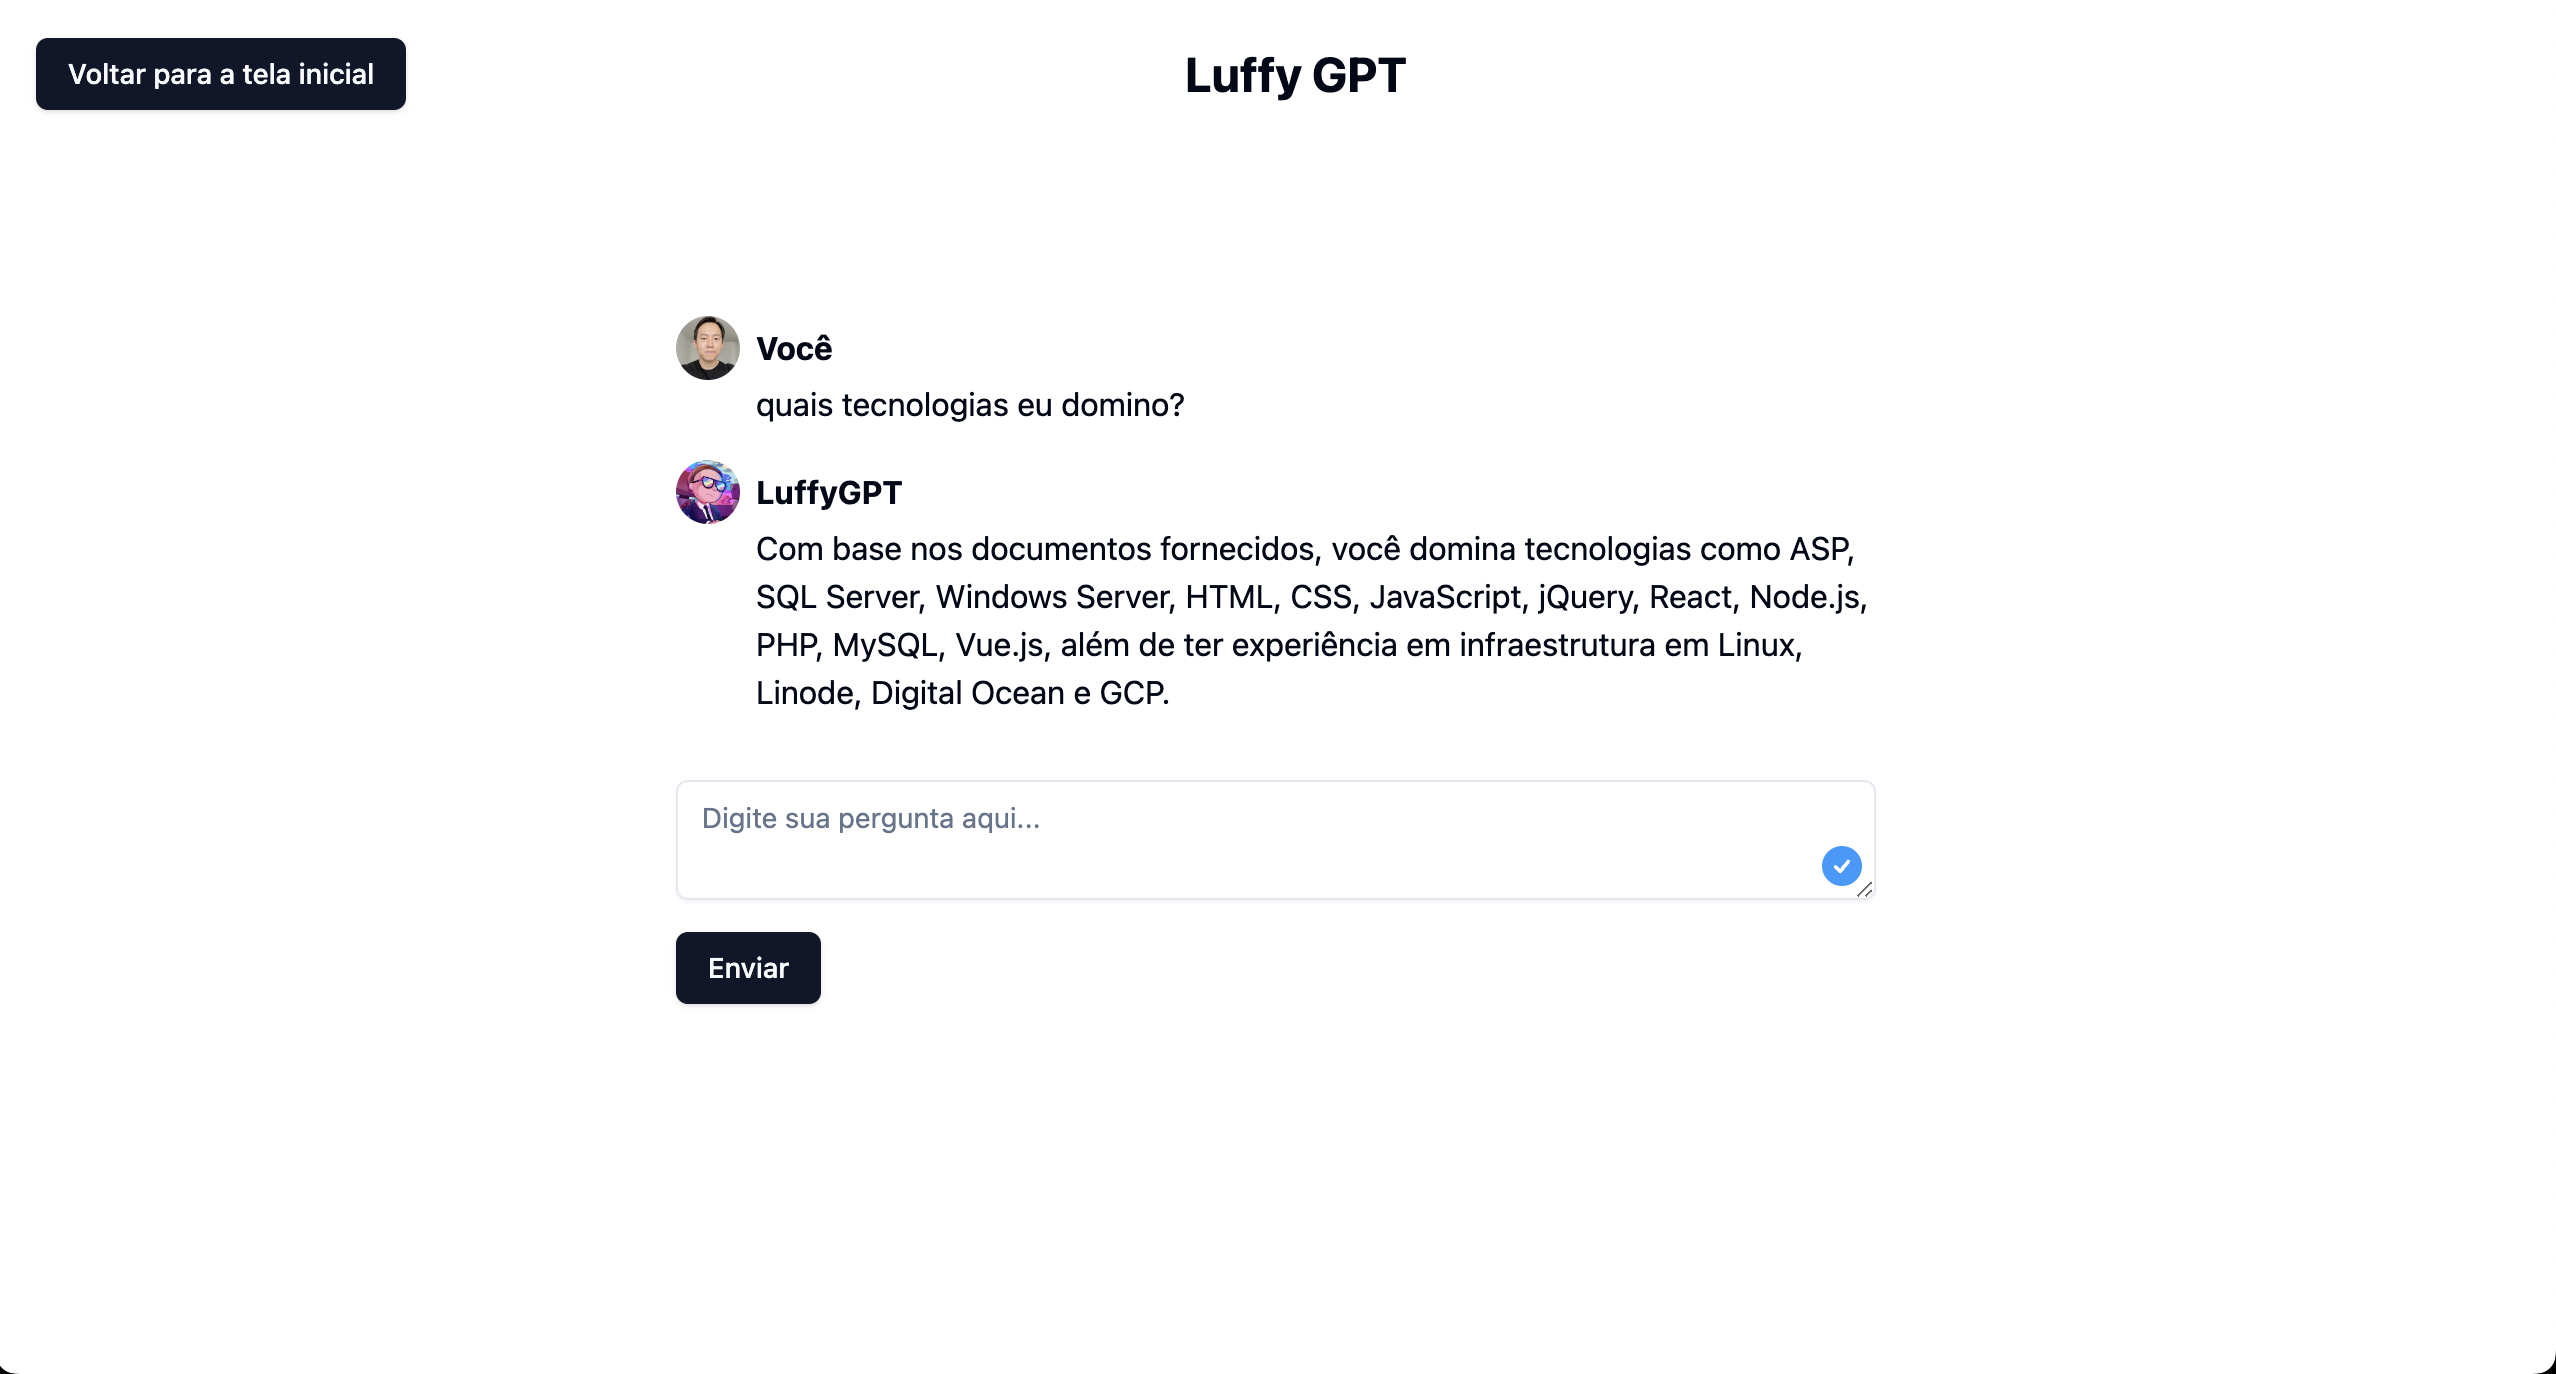 Voltar para a tela inicial
Luffy GPT
Você
quais tecnologias eu domino?
LuffyGPT
Com base nos documentos fornecidos, você domina tecnologias como ASP,
SQL Server, Windows Server, HTML, CSS, JavaScript, jQuery, React, Node.js,
PHP, MySQL, Vue.js, além de ter experiência em infraestrutura em Linux,
Linode, Digital Ocean e GCP.
Digite sua pergunta aqui...
Enviar